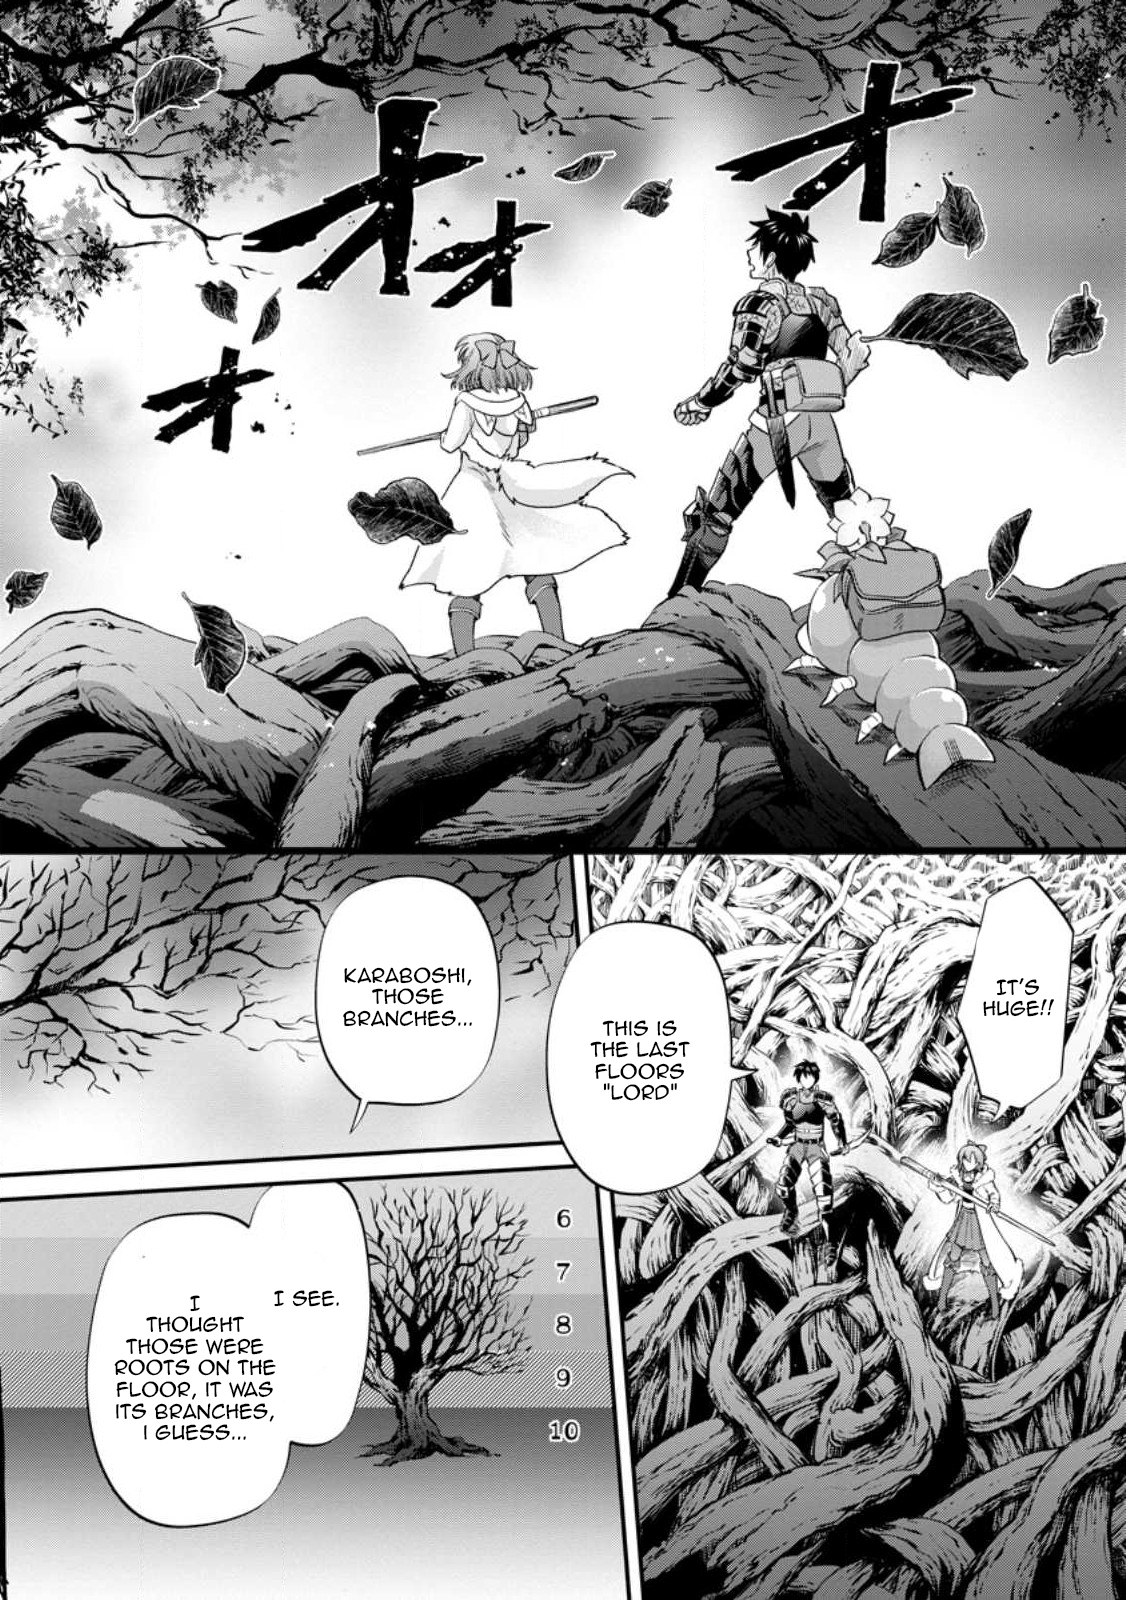 オ
オ
オ
オ
IT'S
HUGE!!
THIS IS
THE LAST
FLOORS
"LORD"
KARABOSHI,
THOSE
BRANCHES...
I SEE.
I
THOUGHT
THOSE WERE
ROOTS ON THE
FLOOR, IT WAS
ITS BRANCHES,
I GUESS...
6
7
8
9
10